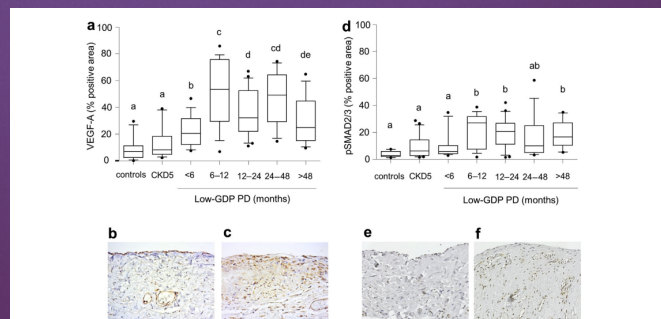 a
VEGF-A (% positive area)
100
80
60
40
20
0
a
a
b
c
d
cd
de
controls CKD5 <6 6–12 12–24 24–48 >48
Low-GDP PD (months)
d
pSMAD2/3 (% positive area)
100
80
60
40
20
0
a
a
a
b
b
ab
b
controls CKD5 <6 6–12 12–24 24–48 >48
Low-GDP PD (months)
b
c
e
f